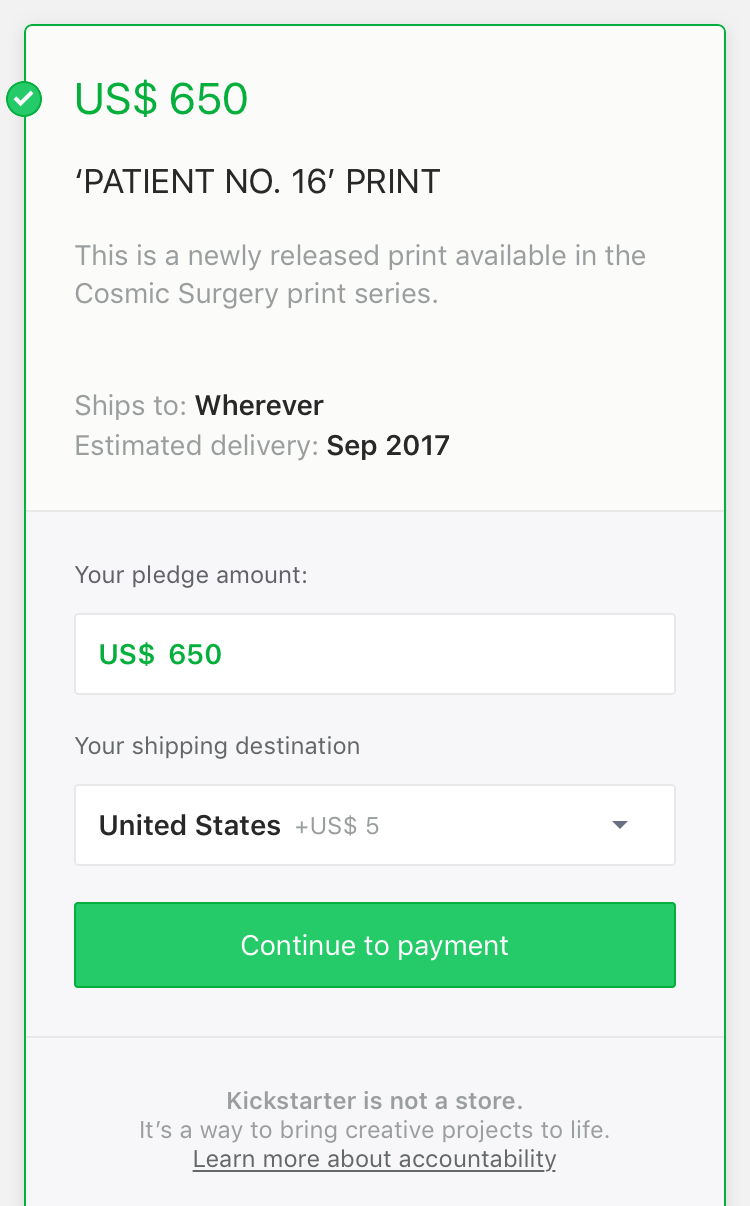 US$ 650
‘PATIENT NO. 16’ PRINT
This is a newly released print available in the
Cosmic Surgery print series.
Ships to: Wherever
Estimated delivery: Sep 2017
Your pledge amount:
US$ 650
Your shipping destination
United States +US$ 5
Continue to payment
Kickstarter is not a store.
It’s a way to bring creative projects to life.
Learn more about accountability